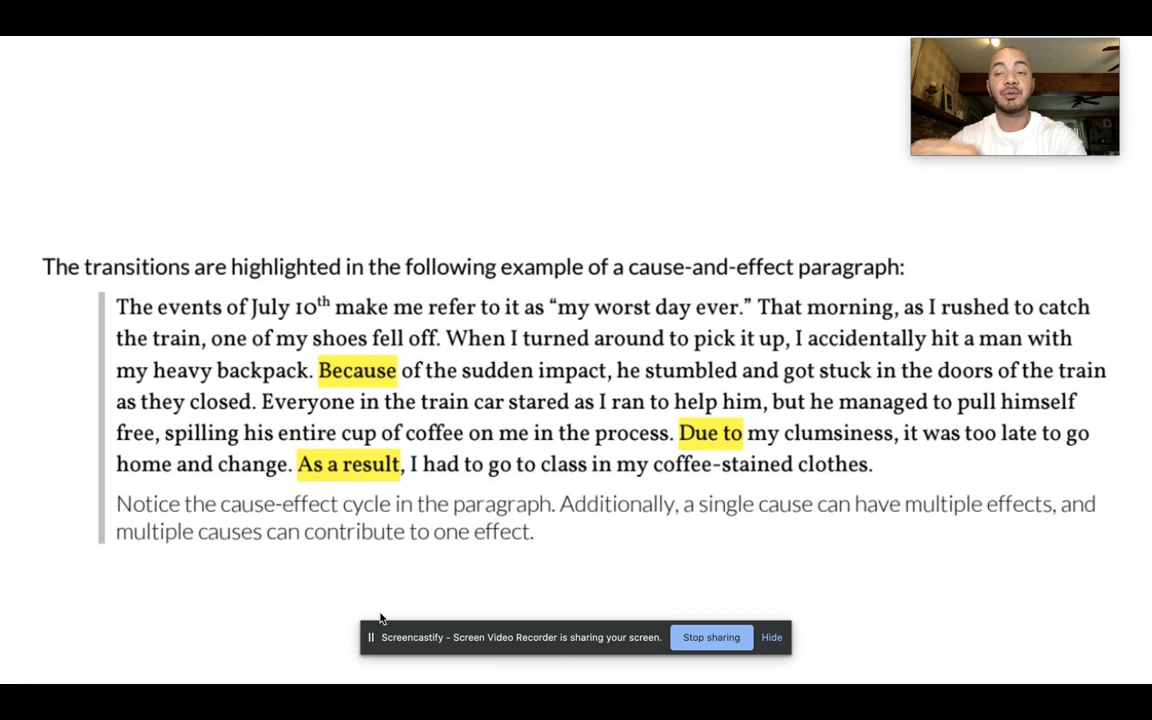 The transitions are highlighted in the following example of a cause-and-effect paragraph:
The events of July 10th make me refer to it as “my worst day ever.” That morning, as I rushed to catch
the train, one of my shoes fell off. When I turned around to pick it up, I accidentally hit a man with
my heavy backpack. Because of the sudden impact, he stumbled and got stuck in the doors of the train
as they closed. Everyone in the train car stared as I ran to help him, but he managed to pull himself
free, spilling his entire cup of coffee on me in the process. Due to my clumsiness, it was too late to go
home and change. As a result, I had to go to class in my coffee-stained clothes.
Notice the cause-effect cycle in the paragraph. Additionally, a single cause can have multiple effects, and
multiple causes can contribute to one effect.
Screencastify - Screen Video Recorder is sharing your screen. Stop sharing Hide